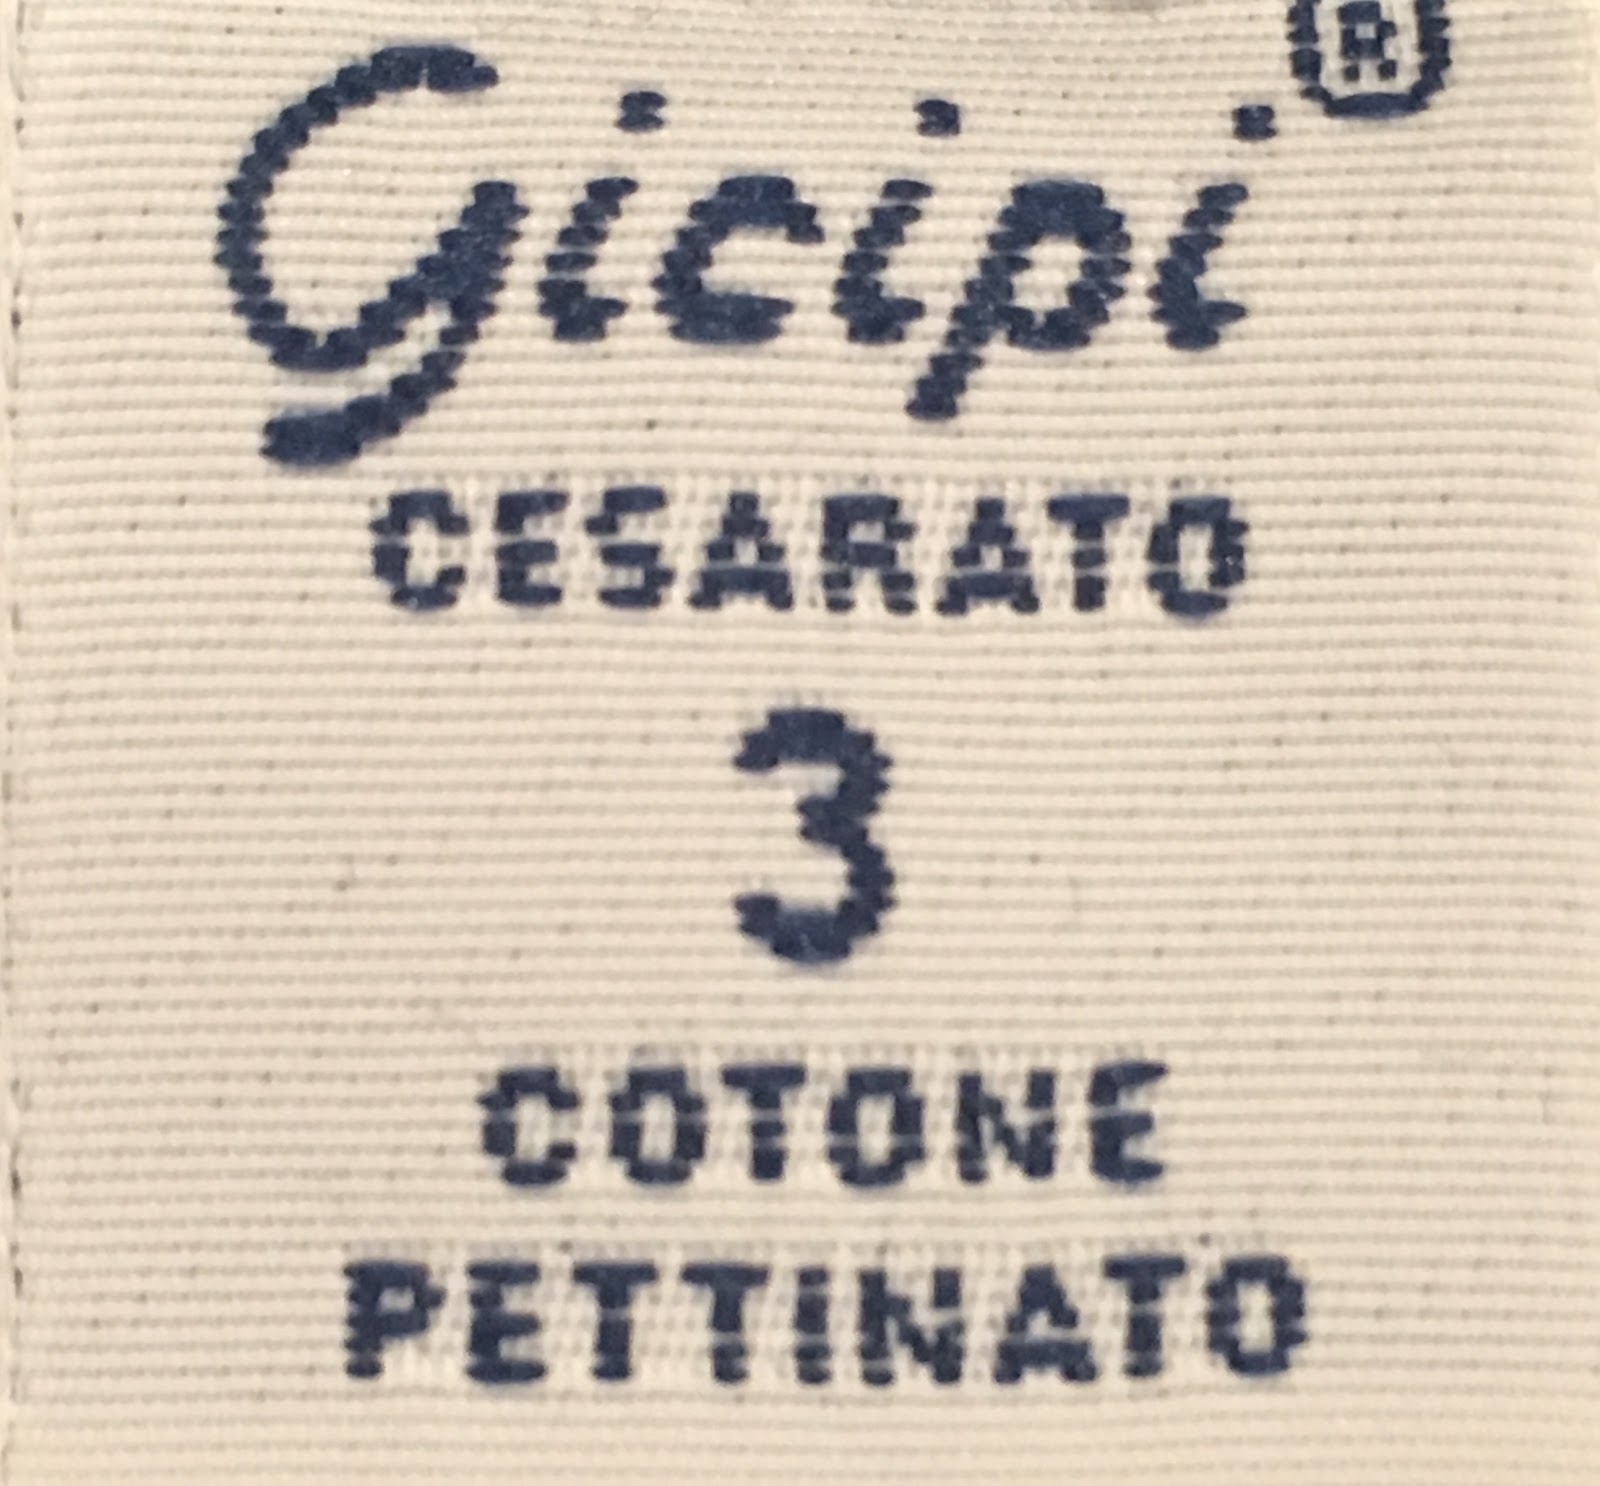 Gicipi®
CESARATO
3
COTONE
PETTINATO